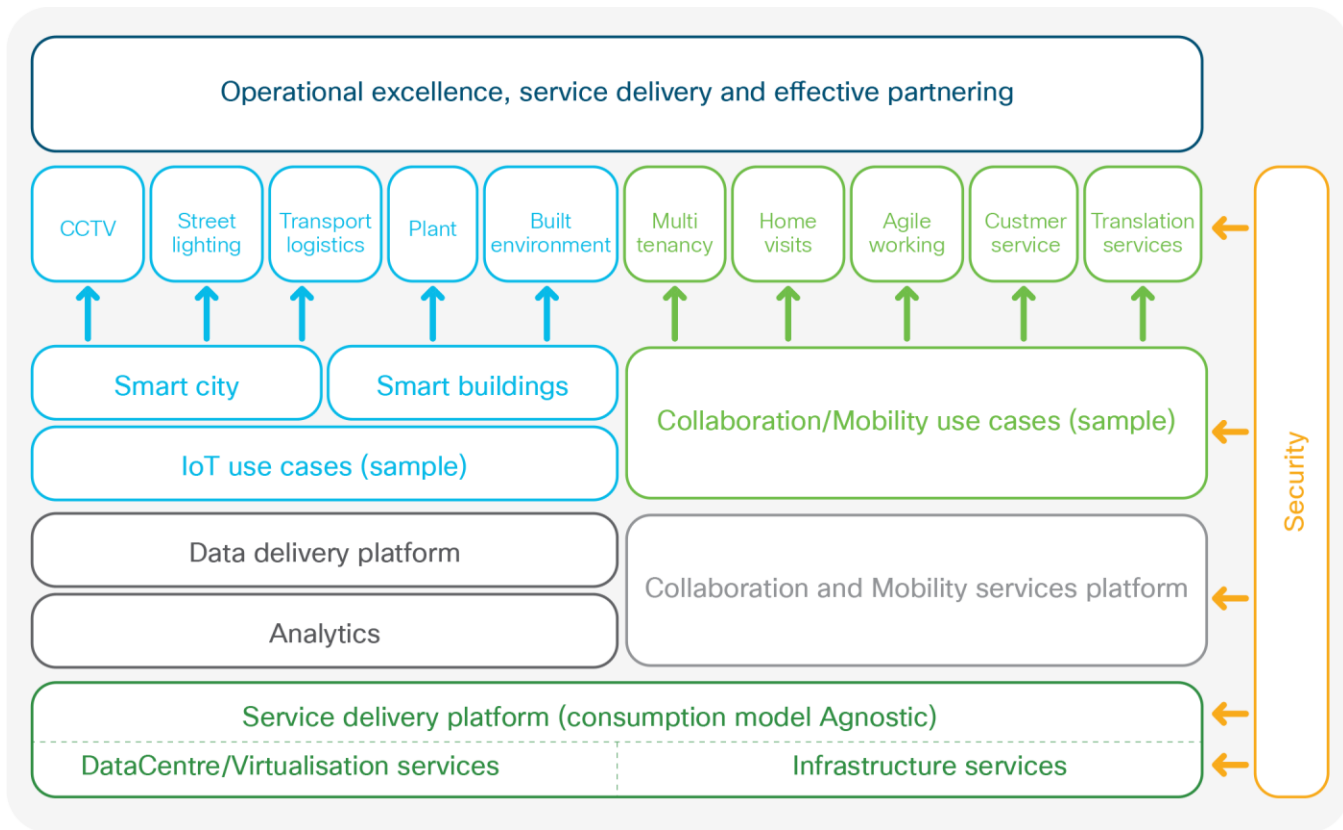 Operational excellence, service delivery and effective partnering
CCTV
Street
lighting
Transport
logistics
Plant
Built
environment
Multi
tenancy
Home
visits
Agile
working
Custmer
service
Translation
services
Smart city
Smart buildings
Collaboration/Mobility use cases (sample)
IoT use cases (sample)
Data delivery platform
Collaboration and Mobility services platform
Analytics
Service delivery platform (consumption model Agnostic)
DataCentre/Virtualisation services
Infrastructure services
Security